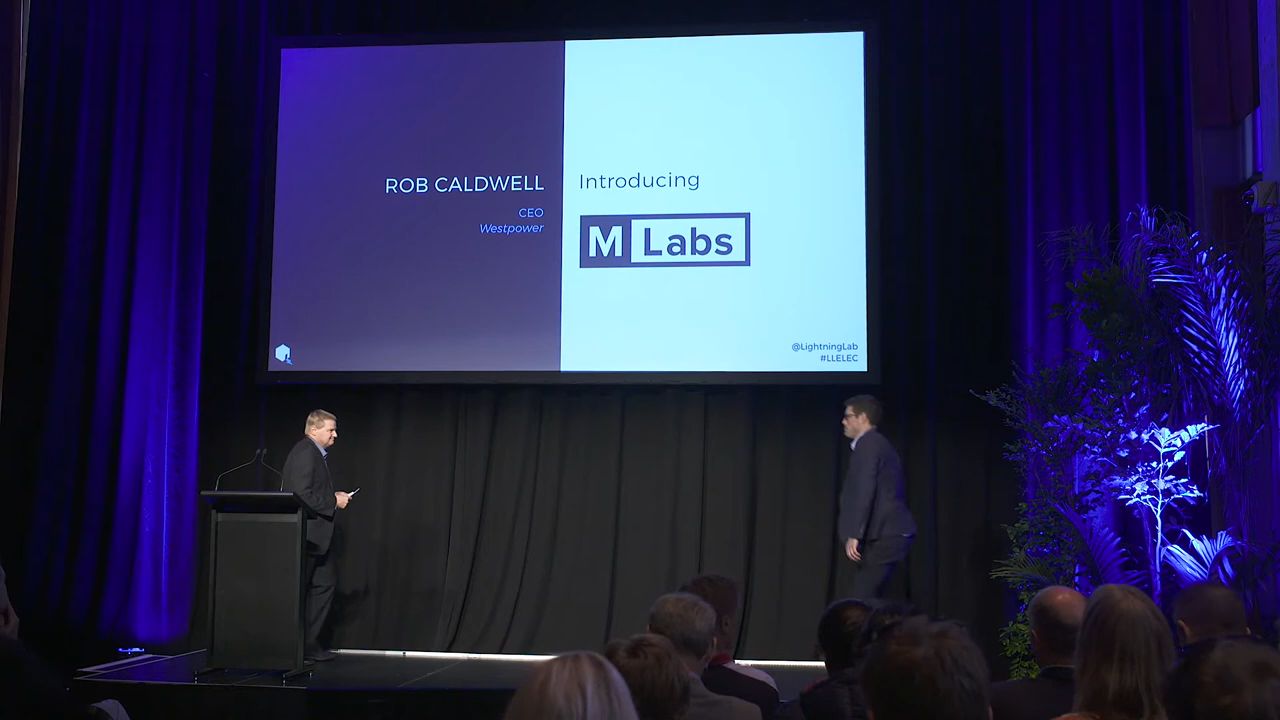 ROB CALDWELL
CEO
Westpower
Introducing
M Labs
@LightningLab
#LLELEC